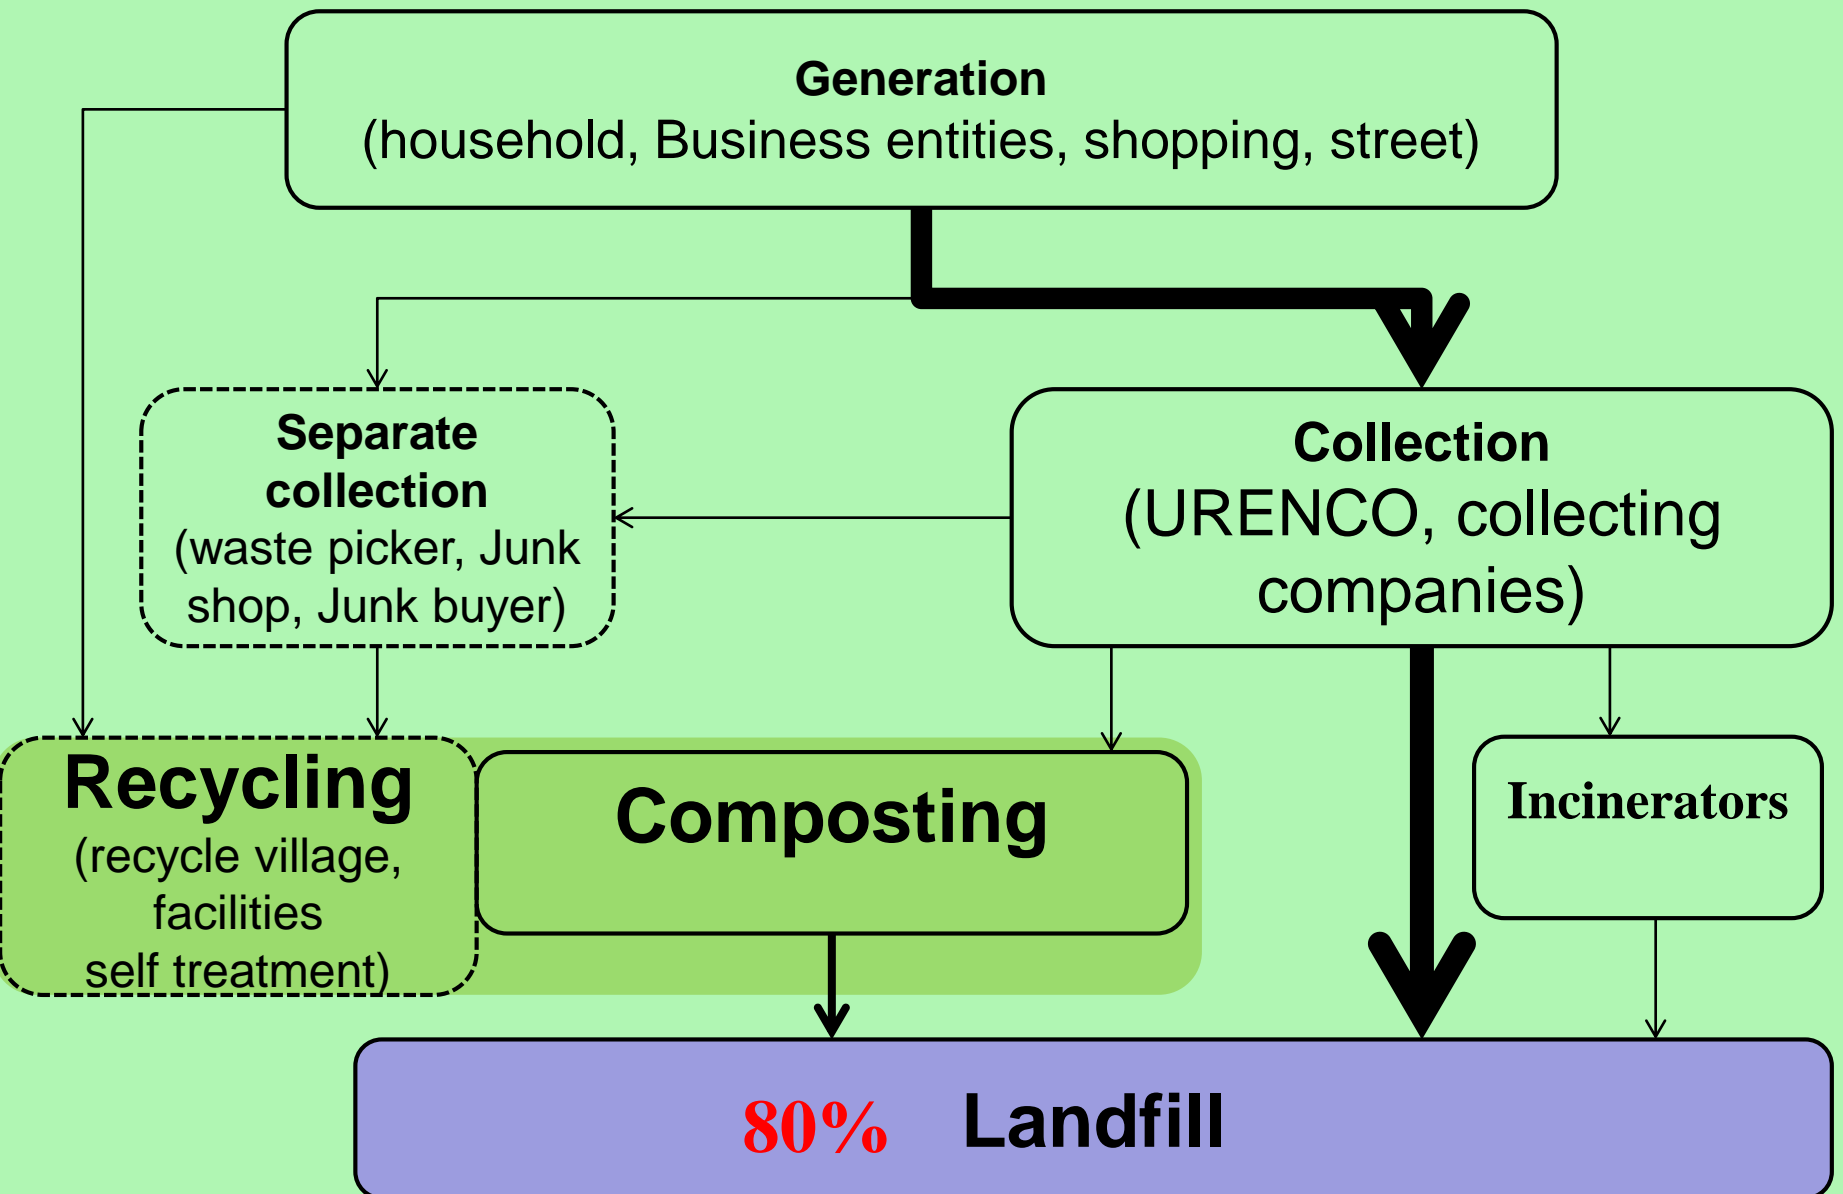 Generation
(household, Business entities, shopping, street)
Separate
collection
(waste picker, Junk
shop, Junk buyer)
Collection
(URENCO, collecting
companies)
Recycling
(recycle village,
facilities
self treatment)
Composting
Incinerators
80% Landfill